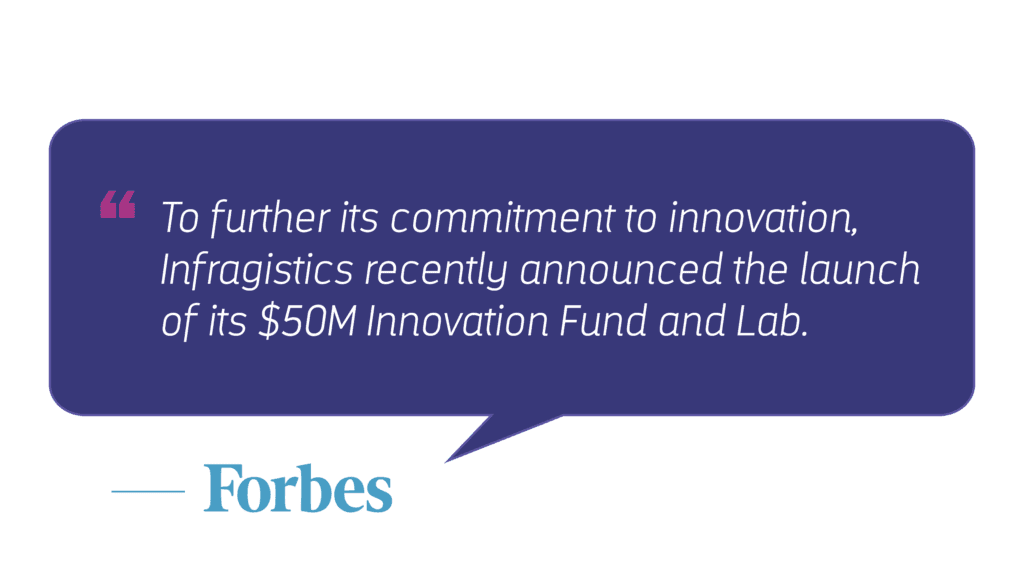 ❝ To further its commitment to innovation,
Infragistics recently announced the launch
of its $50M Innovation Fund and Lab.
— Forbes